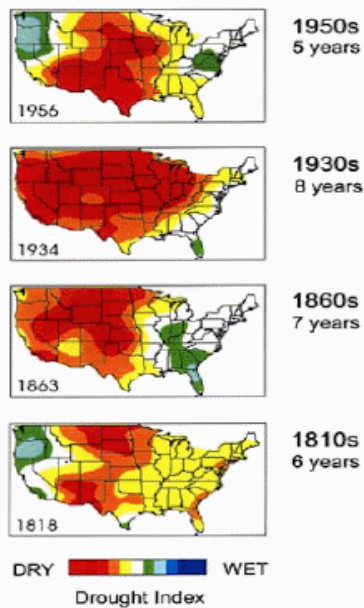 1950s
5 years
1956
1930s
8 years
1934
1860s
7 years
1863
1810s
6 years
1818
DRY WET
Drought Index